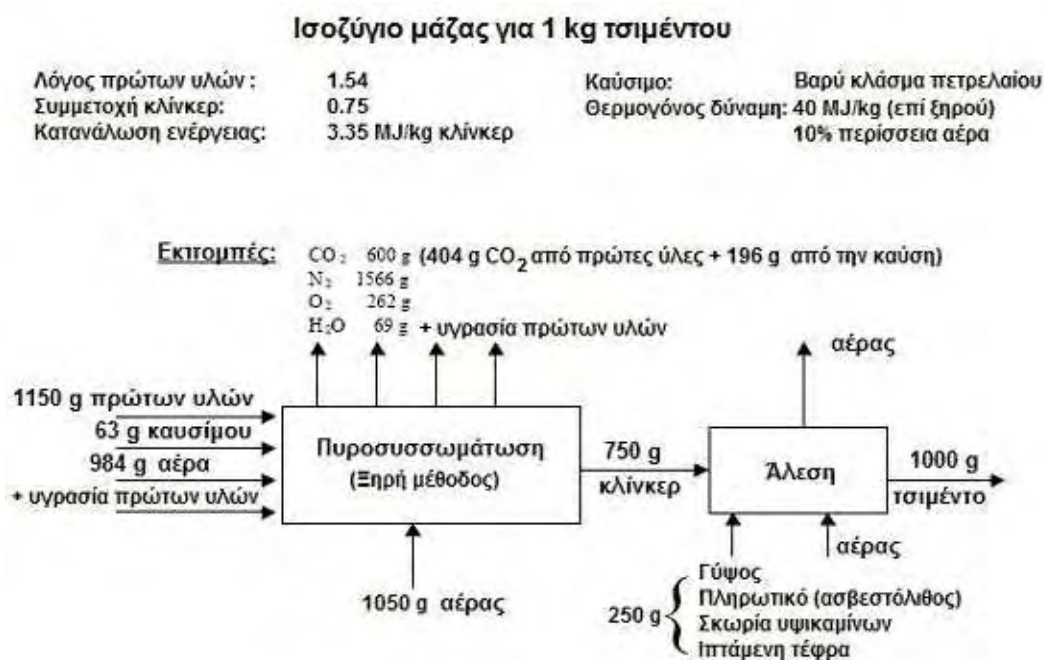 Ισοζύγιο μάζας για 1 kg τσιμέντου
Λόγος πρώτων υλών : 1.54
Συμμετοχή κλίνκερ: 0.75
Κατανάλωση ενέργειας: 3.35 MJ/kg κλίνκερ
Καύσιμο: Βαρύ κλάσμα πετρελαίου
Θερμογόνος δύναμη: 40 MJ/kg (επί ξηρού)
10% περίσσεια αέρα
Εκπομπές: CO₂ 600 g (404 g CO₂ από πρώτες ύλες + 196 g από την καύση)
N₂ 1566 g
O₂ 262 g
H₂O 69 g + υγρασία πρώτων υλών
1150 g πρώτων υλών
63 g καυσίμου
984 g αέρα
+ υγρασία πρώτων υλών
Πυροσυσσωμάτωση
(Ξηρή μέθοδος)
1050 g αέρας
750 g
κλίνκερ
Άλεση
αέρας
1000 g
τσιμέντο
αέρας
250 g
Γύψος
Πληρωτικό (ασβεστόλιθος)
Σκωρία υψικαμίνων
Ιπτάμενη τέφρα